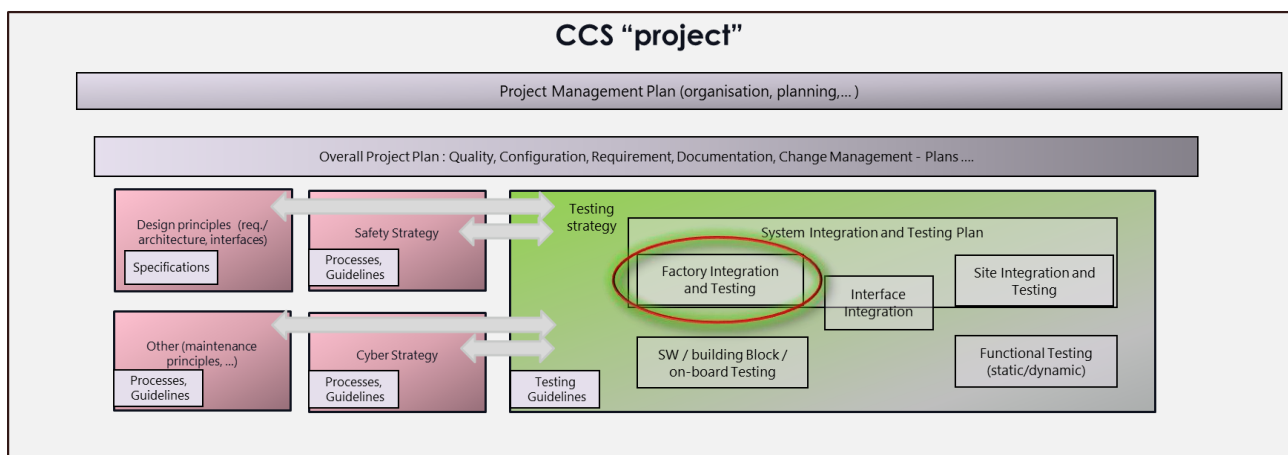 CCS “project”
Project Management Plan (organisation, planning,... )
Overall Project Plan : Quality, Configuration, Requirement, Documentation, Change Management - Plans ....
Design principles (req./
architecture, interfaces)
Specifications
Safety Strategy
Processes,
Guidelines
Testing
strategy
System Integration and Testing Plan
Factory Integration
and Testing
Interface
Integration
Site Integration and
Testing
Other (maintenance
principles, ...)
Processes,
Guidelines
Cyber Strategy
Processes,
Guidelines
Testing
Guidelines
SW / building Block /
on-board Testing
Functional Testing
(static/dynamic)